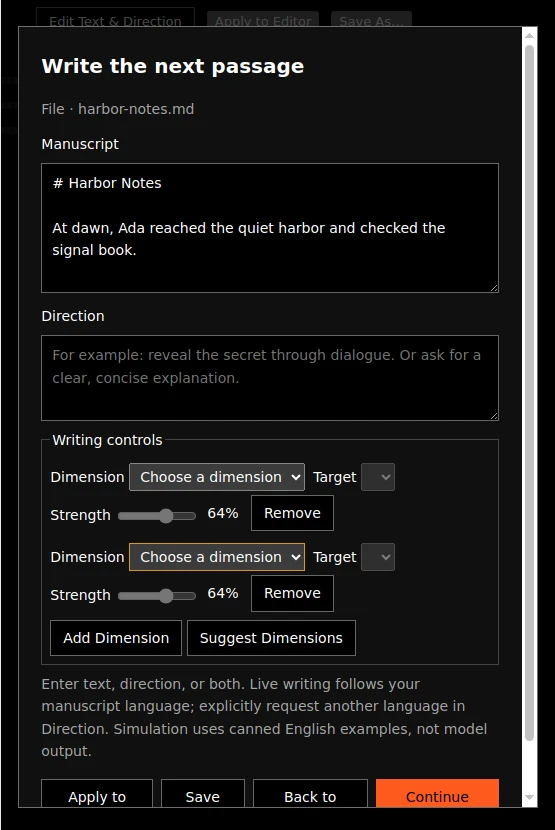 Edit Text & Direction Apply to Editor Save As...
Write the next passage
File · harbor-notes.md
Manuscript
# Harbor Notes
At dawn, Ada reached the quiet harbor and checked the
signal book.
Direction
For example: reveal the secret through dialogue. Or ask for a
clear, concise explanation.
Writing controls
Dimension Choose a dimension Target
Strength 64% Remove
Dimension Choose a dimension Target
Strength 64% Remove
Add Dimension Suggest Dimensions
Enter text, direction, or both. Live writing follows your
manuscript language; explicitly request another language in
Direction. Simulation uses canned English examples, not model
output.
Apply to Save Back to Continue